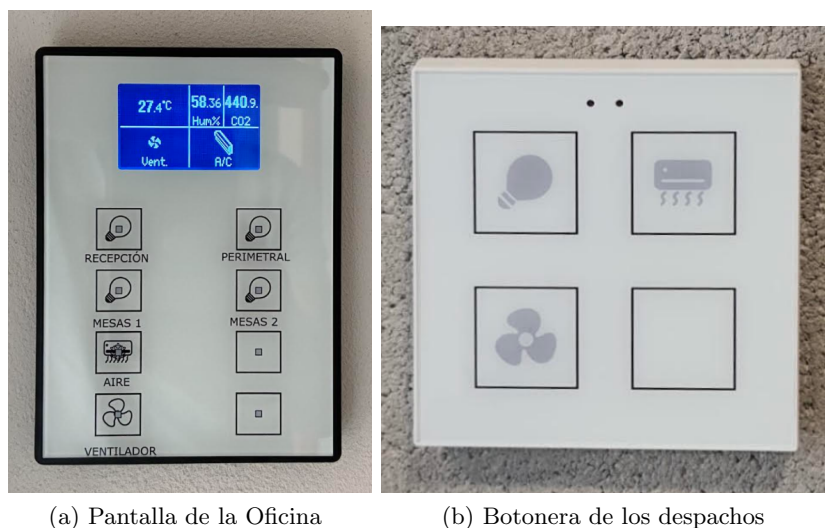 27.4°C 58.36 440.9.
Hum% CO2
Vent. A/C
RECEPCIÓN PERIMETRAL
MESAS 1 MESAS 2
AIRE
VENTILADOR
(a) Pantalla de la Oficina
(b) Botonera de los despachos